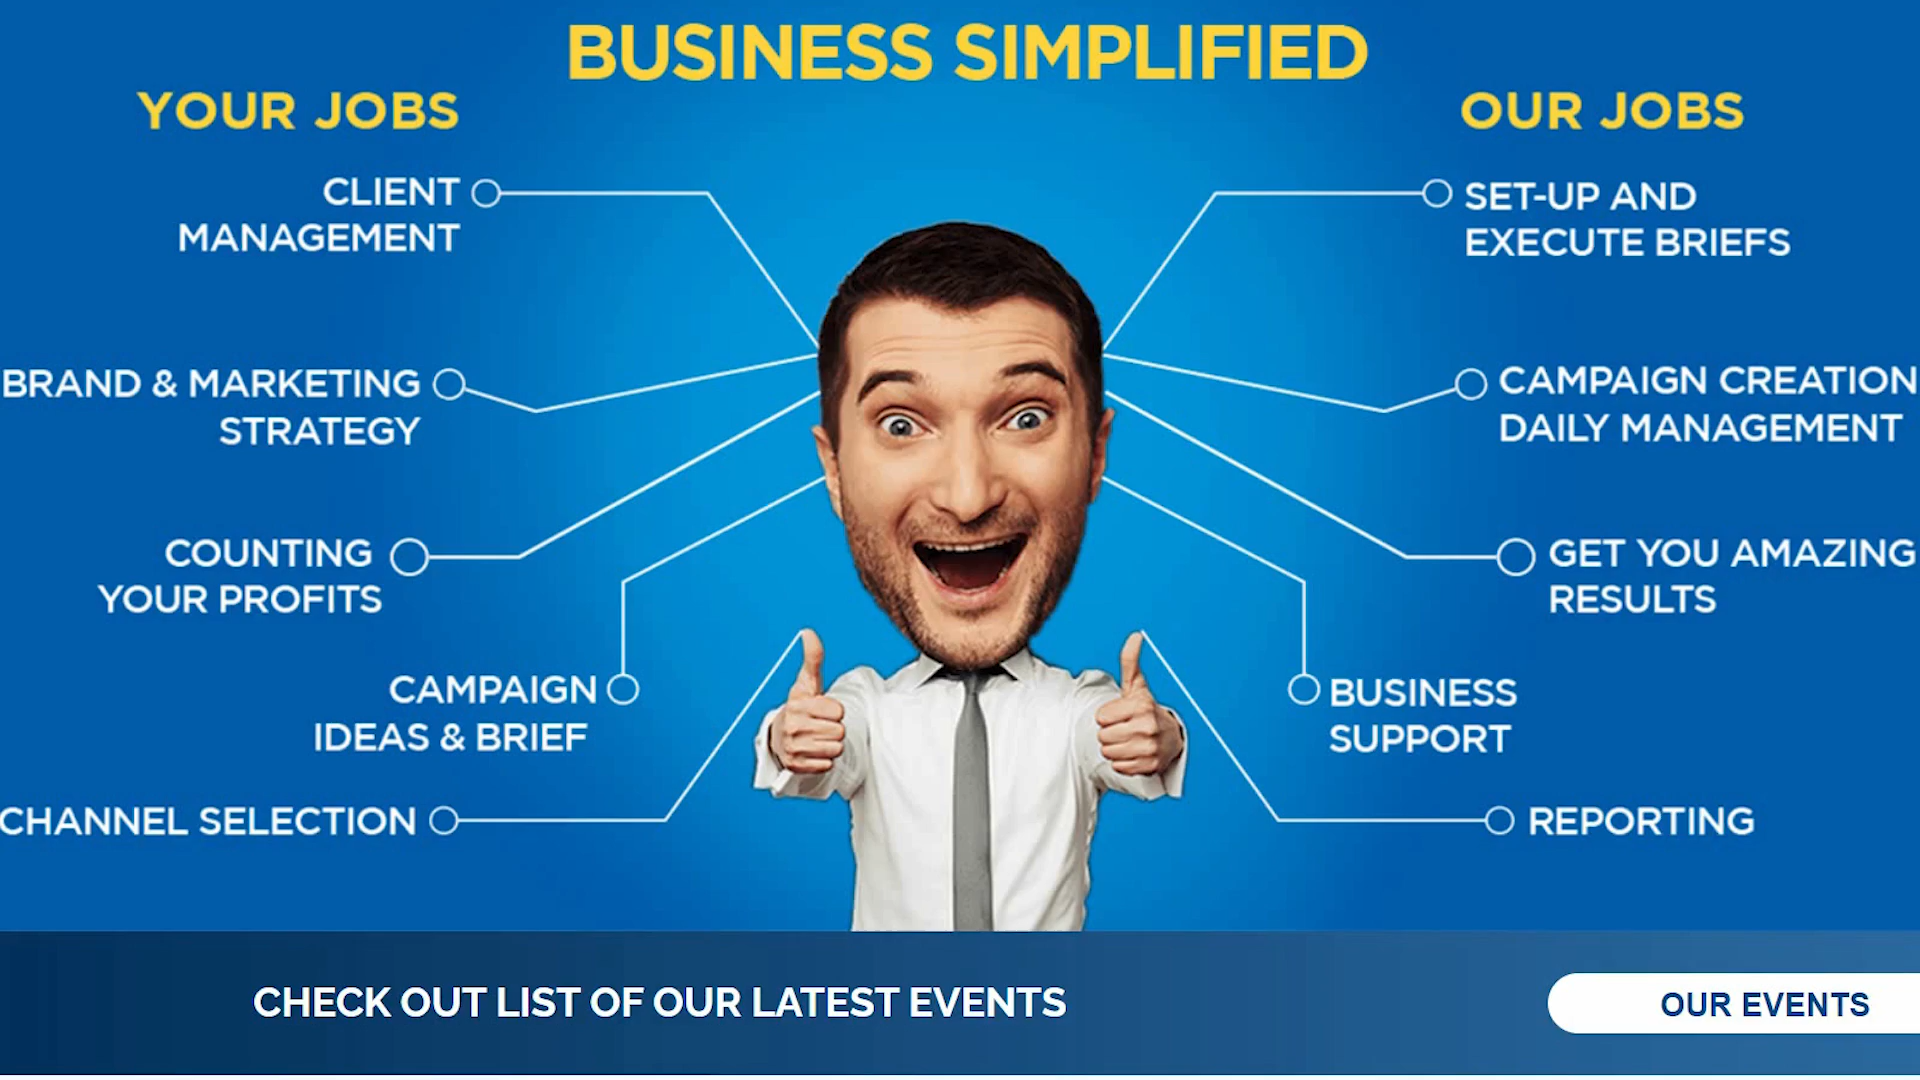 BUSINESS SIMPLIFIED
YOUR JOBS
CLIENT
MANAGEMENT
BRAND & MARKETING
STRATEGY
COUNTING
YOUR PROFITS
CAMPAIGN
IDEAS & BRIEF
CHANNEL SELECTION
OUR JOBS
SET-UP AND
EXECUTE BRIEFS
CAMPAIGN CREATION
DAILY MANAGEMENT
GET YOU AMAZING
RESULTS
BUSINESS
SUPPORT
REPORTING
CHECK OUT LIST OF OUR LATEST EVENTS
OUR EVENTS